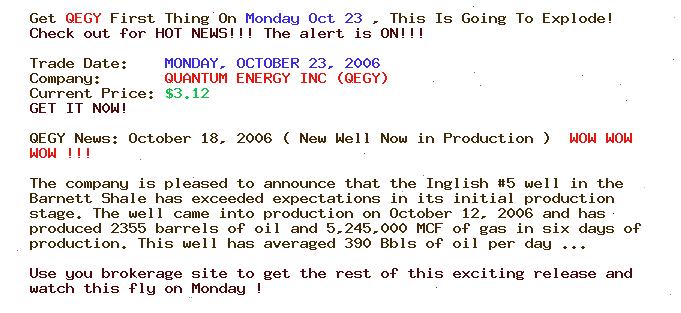 Get QEGY First Thing On Monday Oct 23 , This Is Going To Explode!
Check out for HOT NEWS!!! The alert is ON!!!
Trade Date: MONDAY, OCTOBER 23, 2006
Company: QUANTUM ENERGY INC (QEGY)
Current Price: $3.12
GET IT NOW!
QEGY News: October 18, 2006 ( New Well Now in Production ) WOW WOW
WOW !!!
The company is pleased to announce that the Inglish #5 well in the
Barnett Shale has exceeded expectations in its initial production
stage. The well came into production on October 12, 2006 and has
produced 2355 barrels of oil and 5,245,000 MCF of gas in six days of
production. This well has averaged 390 Bbls of oil per day ...
Use you brokerage site to get the rest of this exciting release and
watch this fly on Monday !